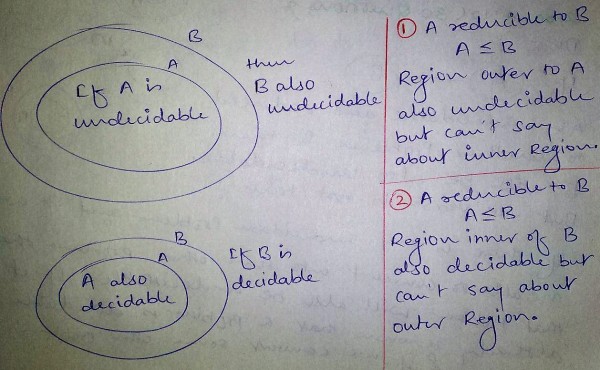 B
A
If A is
undecidable
then
B also
undecidable
B
A
A also
decidable
If B is
decidable
① A reducible to B
A ≤ B
Region outer to A
also undecidable
but can't say
about inner Region.
② A reducible to B
A ≤ B
Region inner of B
also decidable but
can't say about
outer Region.